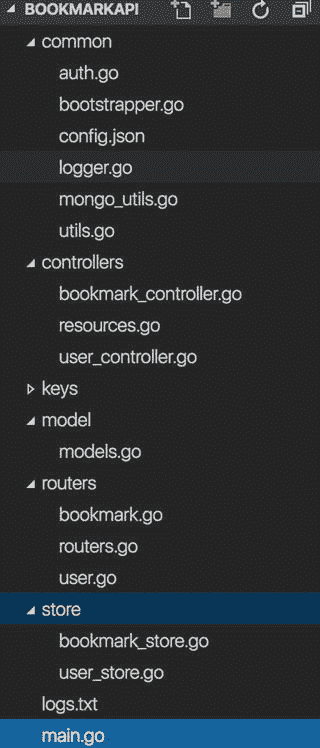 BOOKMARKAPI
common
auth.go
bootstrapper.go
config.json
logger.go
mongo_utils.go
utils.go
controllers
bookmark_controller.go
resources.go
user_controller.go
keys
model
models.go
routers
bookmark.go
routers.go
user.go
store
bookmark_store.go
user_store.go
logs.txt
main.go